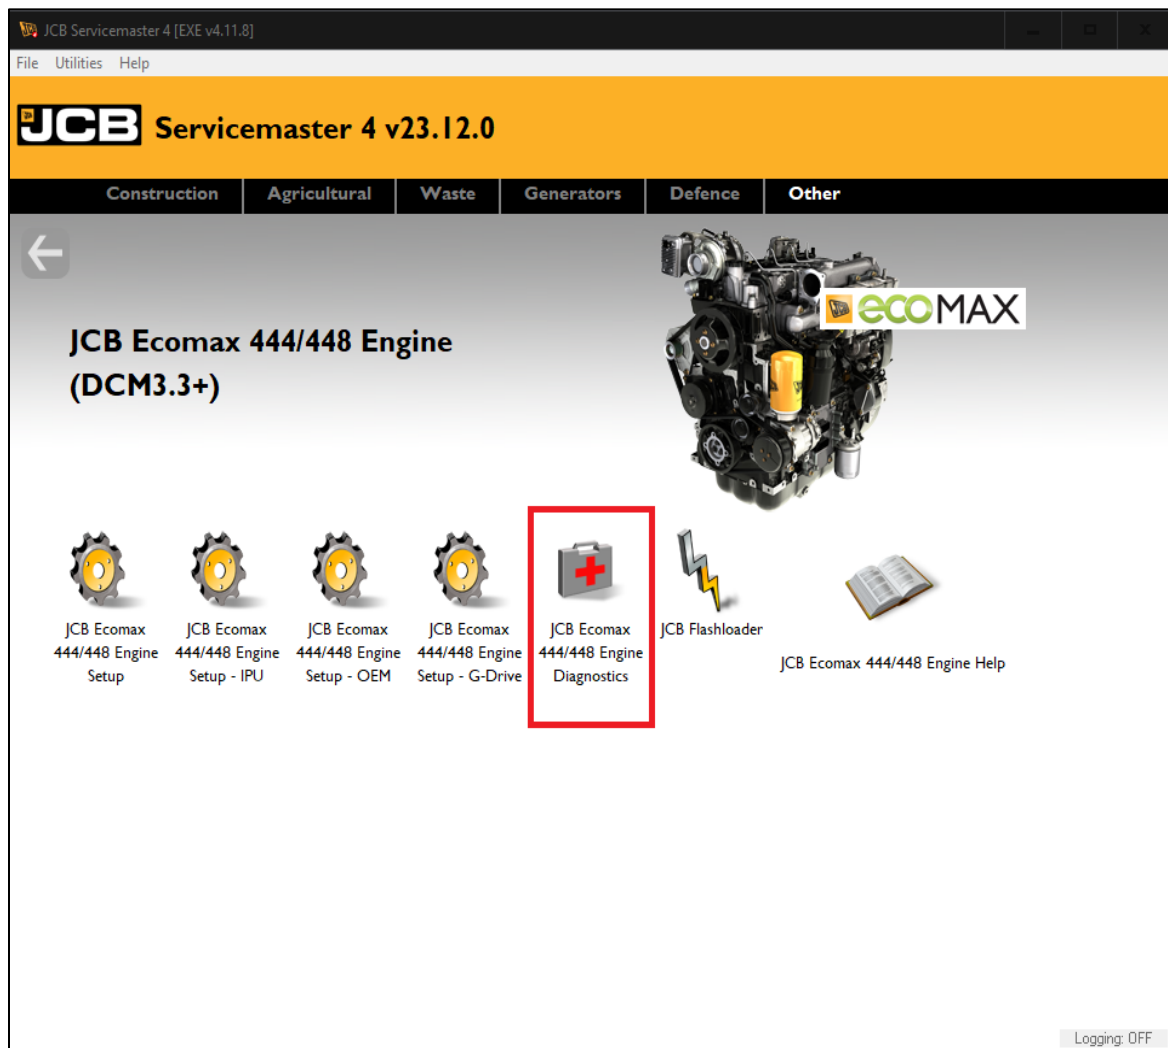 JCB Servicemaster 4 [EXE v4.11.8]
File Utilities Help
JCB Servicemaster 4 v23.12.0
Construction Agricultural Waste Generators Defence Other
ecoMAX
JCB Ecomax 444/448 Engine
(DCM3.3+)
JCB Ecomax
444/448 Engine
Setup
JCB Ecomax
444/448 Engine
Setup - IPU
JCB Ecomax
444/448 Engine
Setup - OEM
JCB Ecomax
444/448 Engine
Setup - G-Drive
JCB Ecomax
444/448 Engine
Diagnostics
JCB Flashloader
JCB Ecomax 444/448 Engine Help
Logging: OFF